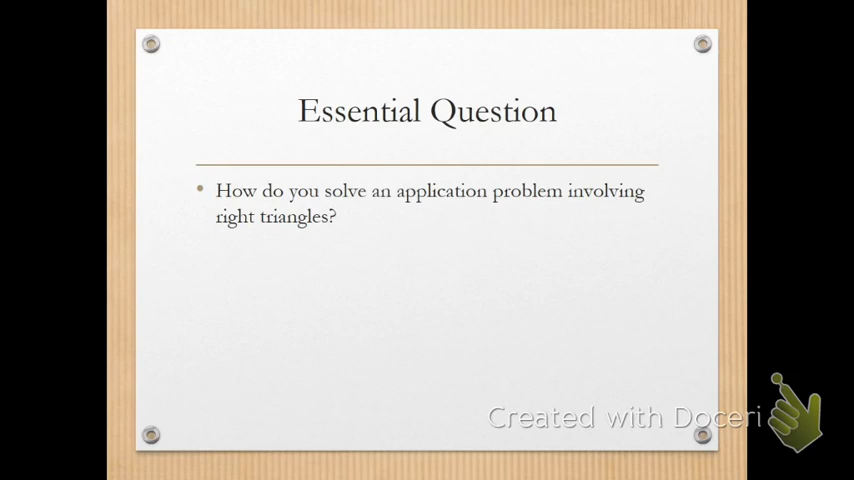 Essential Question
• How do you solve an application problem involving
right triangles?
Created with Doceri